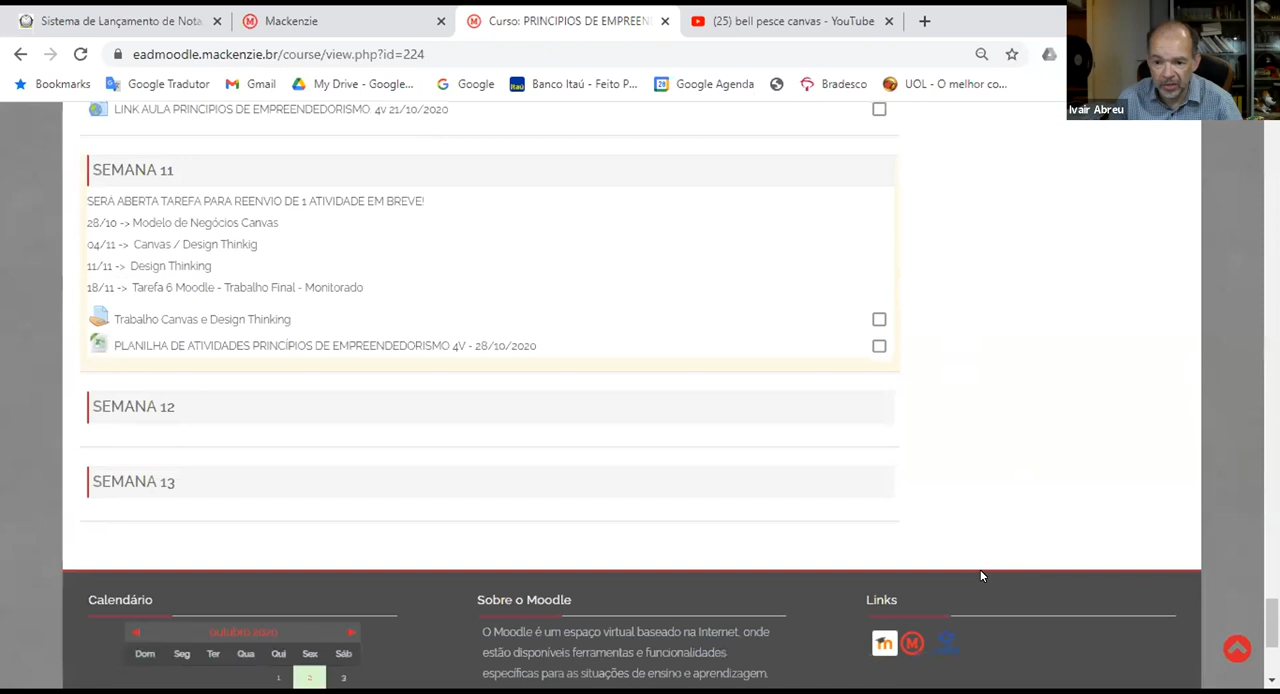 Sistema de Lançamento de Nota
Mackenzie
Curso: PRINCIPIOS DE EMPREEN
(25) bell pesce canvas - YouTube
eadmoodle.mackenzie.br/course/view.php?id=224
Bookmarks
Google Tradutor
Gmail
My Drive - Google...
Google
Banco Itaú - Feito P...
Google Agenda
Bradesco
UOL - O melhor co...
Ivair Abreu
LINK AULA PRINCIPIOS DE EMPREENDEDORISMO 4V 21/10/2020
SEMANA 11
SERÁ ABERTA TAREFA PARA REENVIO DE 1 ATIVIDADE EM BREVE!
28/10 -> Modelo de Negócios Canvas
04/11 -> Canvas / Design Thinkig
11/11 -> Design Thinking
18/11 -> Tarefa 6 Moodle - Trabalho Final - Monitorado
Trabalho Canvas e Design Thinking
PLANILHA DE ATIVIDADES PRINCÍPIOS DE EMPREENDEDORISMO 4V - 28/10/2020
SEMANA 12
SEMANA 13
Calendário
outubro 2020
Dom Seg Ter Qua Qui Sex Sáb
1 2 3
Sobre o Moodle
O Moodle é um espaço virtual baseado na Internet, onde
estão disponíveis ferramentas e funcionalidades
específicas para as situações de ensino e aprendizagem.
Links